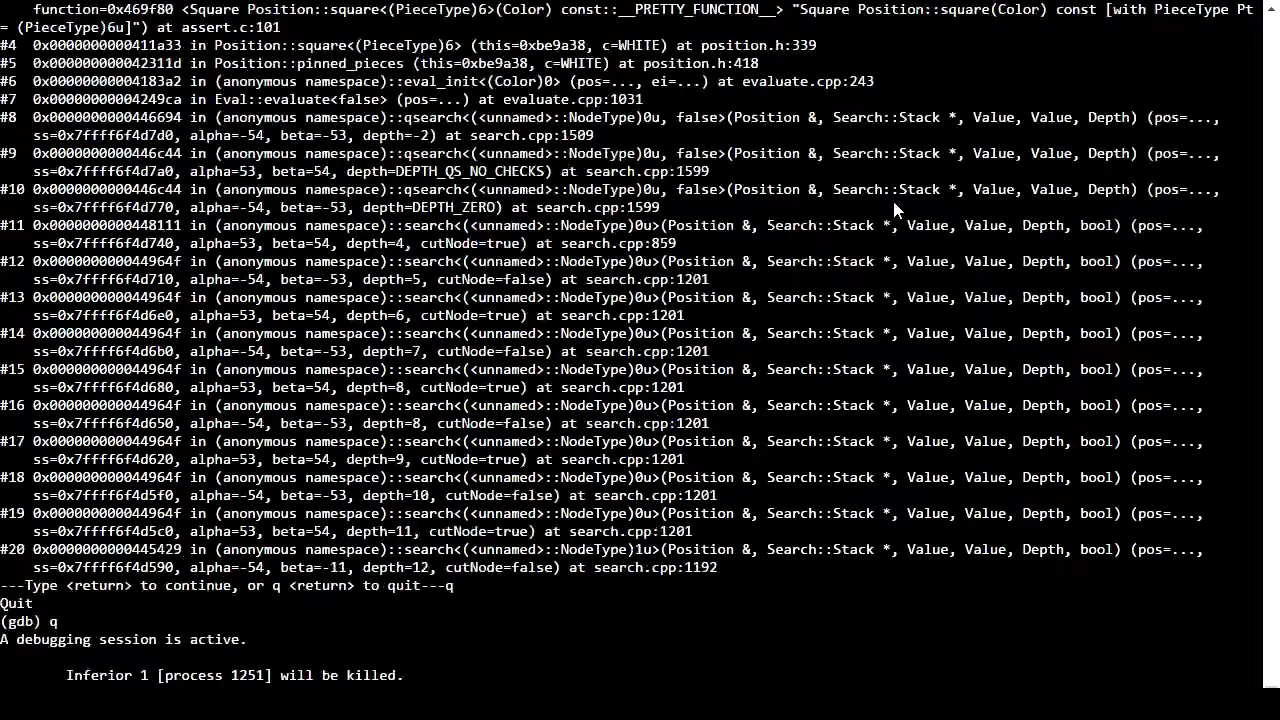 function=0x469f80 <Square Position::square<(PieceType)6>(Color) const::__PRETTY_FUNCTION__> "Square Position::square(Color) const [with PieceType Pt
= (PieceType)6u]") at assert.c:101
#4  0x0000000000411a33 in Position::square<(PieceType)6> (this=0xbe9a38, c=WHITE) at position.h:339
#5  0x000000000042311d in Position::pinned_pieces (this=0xbe9a38, c=WHITE) at position.h:418
#6  0x00000000004183a2 in (anonymous namespace)::eval_init<(Color)0> (pos=..., ei=...) at evaluate.cpp:243
#7  0x00000000004249ca in Eval::evaluate<false> (pos=...) at evaluate.cpp:1031
#8  0x0000000000446694 in (anonymous namespace)::qsearch<(<unnamed>::NodeType)0u, false>(Position &, Search::Stack *, Value, Value, Depth) (pos=...,
ss=0x7ffff6f4d7d0, alpha=-54, beta=-53, depth=-2) at search.cpp:1509
#9  0x0000000000446c44 in (anonymous namespace)::qsearch<(<unnamed>::NodeType)0u, false>(Position &, Search::Stack *, Value, Value, Depth) (pos=...,
ss=0x7ffff6f4d7a0, alpha=53, beta=54, depth=DEPTH_QS_NO_CHECKS) at search.cpp:1599
#10 0x0000000000446c44 in (anonymous namespace)::qsearch<(<unnamed>::NodeType)0u, false>(Position &, Search::Stack *, Value, Value, Depth) (pos=...,
ss=0x7ffff6f4d770, alpha=-54, beta=-53, depth=DEPTH_ZERO) at search.cpp:1599
#11 0x0000000000448111 in (anonymous namespace)::search<(<unnamed>::NodeType)0u>(Position &, Search::Stack *, Value, Value, Depth, bool) (pos=...,
ss=0x7ffff6f4d740, alpha=53, beta=54, depth=4, cutNode=true) at search.cpp:859
#12 0x000000000044964f in (anonymous namespace)::search<(<unnamed>::NodeType)0u>(Position &, Search::Stack *, Value, Value, Depth, bool) (pos=...,
ss=0x7ffff6f4d710, alpha=-54, beta=-53, depth=5, cutNode=false) at search.cpp:1201
#13 0x000000000044964f in (anonymous namespace)::search<(<unnamed>::NodeType)0u>(Position &, Search::Stack *, Value, Value, Depth, bool) (pos=...,
ss=0x7ffff6f4d6e0, alpha=53, beta=54, depth=6, cutNode=true) at search.cpp:1201
#14 0x000000000044964f in (anonymous namespace)::search<(<unnamed>::NodeType)0u>(Position &, Search::Stack *, Value, Value, Depth, bool) (pos=...,
ss=0x7ffff6f4d6b0, alpha=-54, beta=-53, depth=7, cutNode=false) at search.cpp:1201
#15 0x000000000044964f in (anonymous namespace)::search<(<unnamed>::NodeType)0u>(Position &, Search::Stack *, Value, Value, Depth, bool) (pos=...,
ss=0x7ffff6f4d680, alpha=53, beta=54, depth=8, cutNode=true) at search.cpp:1201
#16 0x000000000044964f in (anonymous namespace)::search<(<unnamed>::NodeType)0u>(Position &, Search::Stack *, Value, Value, Depth, bool) (pos=...,
ss=0x7ffff6f4d650, alpha=-54, beta=-53, depth=8, cutNode=false) at search.cpp:1201
#17 0x000000000044964f in (anonymous namespace)::search<(<unnamed>::NodeType)0u>(Position &, Search::Stack *, Value, Value, Depth, bool) (pos=...,
ss=0x7ffff6f4d620, alpha=53, beta=54, depth=9, cutNode=true) at search.cpp:1201
#18 0x000000000044964f in (anonymous namespace)::search<(<unnamed>::NodeType)0u>(Position &, Search::Stack *, Value, Value, Depth, bool) (pos=...,
ss=0x7ffff6f4d5f0, alpha=-54, beta=-53, depth=10, cutNode=false) at search.cpp:1201
#19 0x000000000044964f in (anonymous namespace)::search<(<unnamed>::NodeType)0u>(Position &, Search::Stack *, Value, Value, Depth, bool) (pos=...,
ss=0x7ffff6f4d5c0, alpha=53, beta=54, depth=11, cutNode=true) at search.cpp:1201
#20 0x0000000000445429 in (anonymous namespace)::search<(<unnamed>::NodeType)1u>(Position &, Search::Stack *, Value, Value, Depth, bool) (pos=...,
ss=0x7ffff6f4d590, alpha=-54, beta=-11, depth=12, cutNode=false) at search.cpp:1192
---Type <return> to continue, or q <return> to quit---q
Quit
(gdb) q
A debugging session is active.
Inferior 1 [process 1251] will be killed.